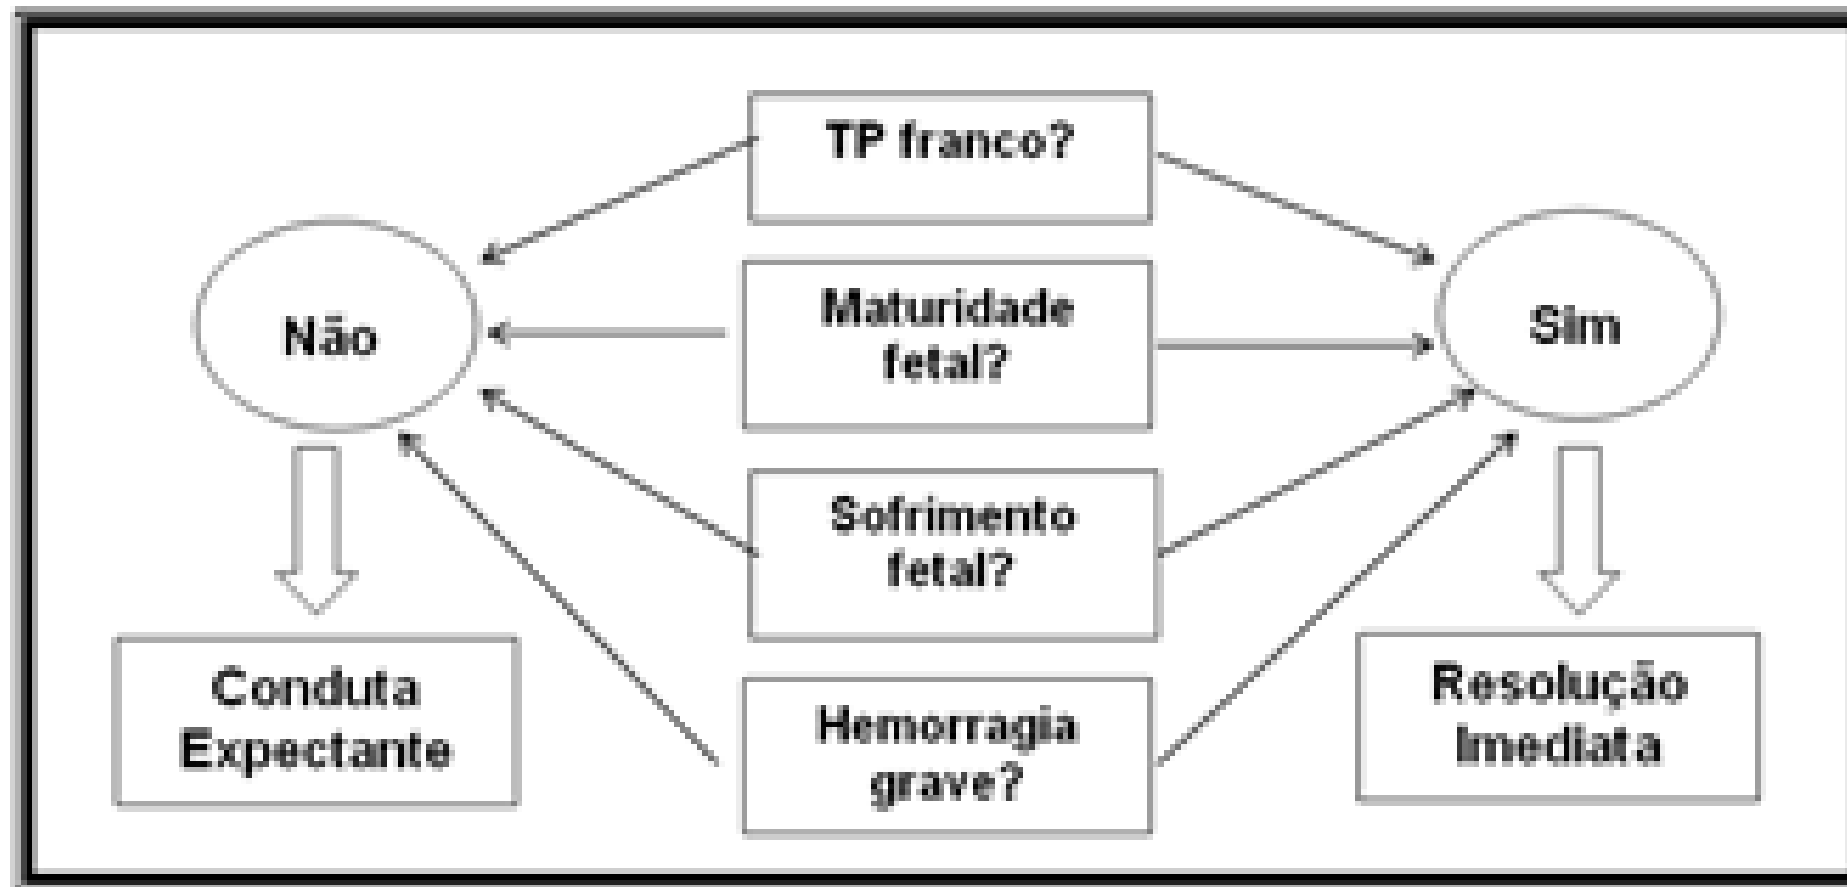 TP franco?
Maturidade
fetal?
Não
Sim
Sofrimento
fetal?
Conduta
Expectante
Hemorragia
grave?
Resolução
Imediata